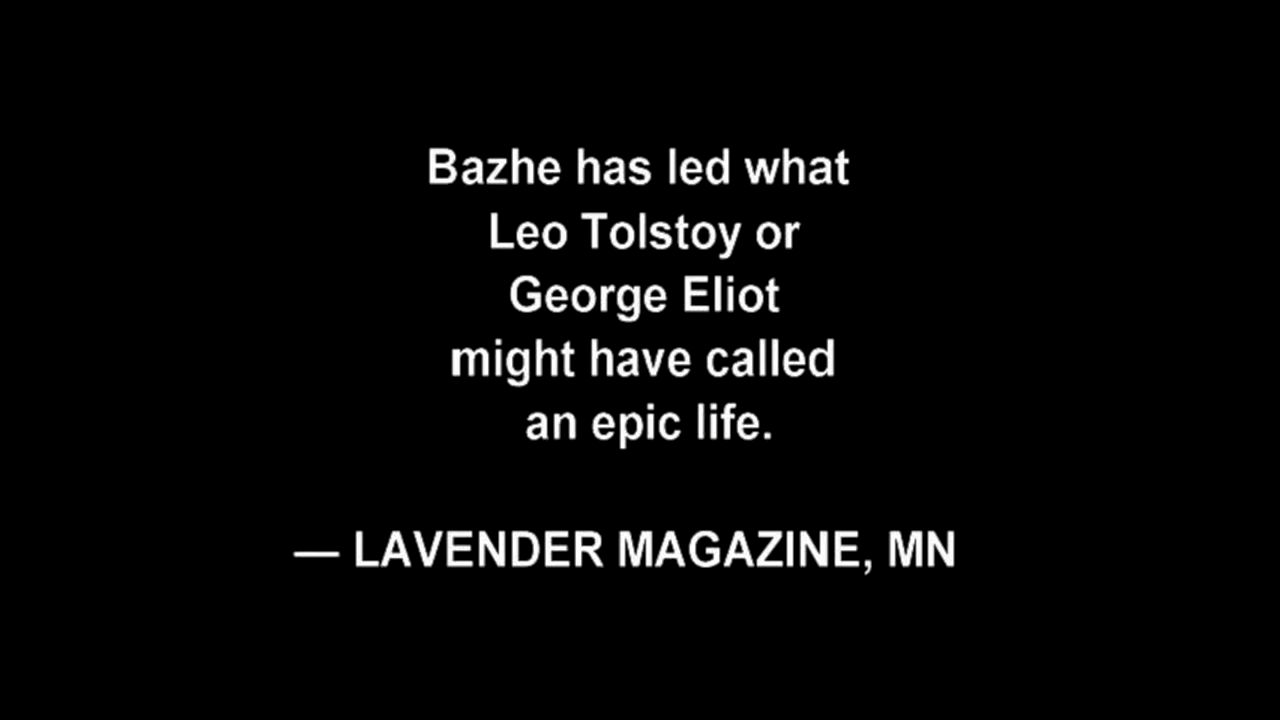 Bazhe has led what
Leo Tolstoy or
George Eliot
might have called
an epic life.
— LAVENDER MAGAZINE, MN